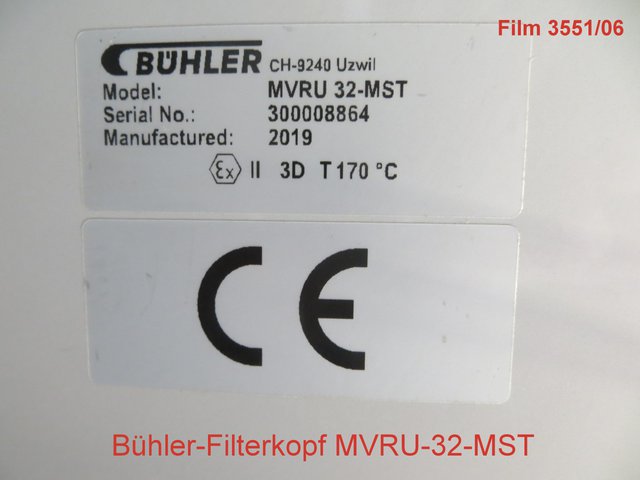 Film 3551/06
BÜHLER CH-9240 Uzwil
Model: MVRU 32-MST
Serial No.: 300008864
Manufactured: 2019
Ex II 3D T170 °C
CE
Bühler-Filterkopf MVRU-32-MST